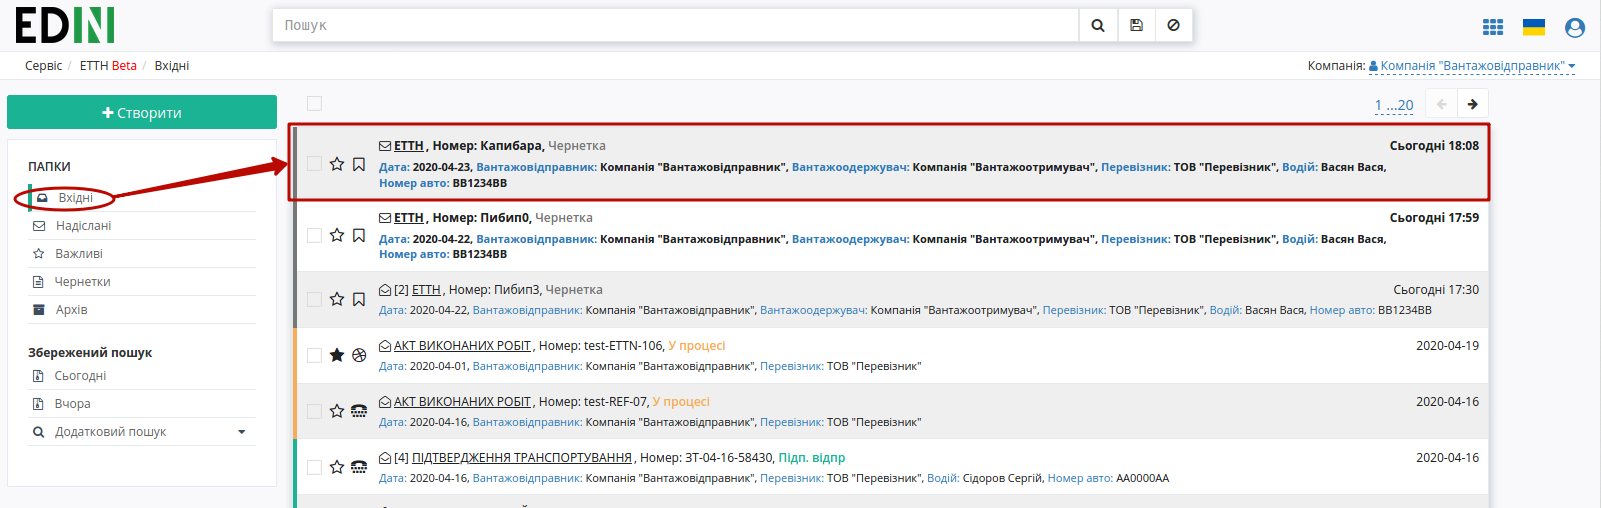 EDIN
Пошук
Сервіс / ЕТТН Beta / Вхідні
Компанія: Компанія "Вантажовідправник"
Створити
1 ...20
ПАПКИ
Вхідні
Надіслані
Важливі
Чернетки
Архів
Збережений пошук
Сьогодні
Вчора
Додатковий пошук
ЕТТН, Номер: Капибара, Чернетка Сьогодні 18:08
Дата: 2020-04-23, Вантажовідправник: Компанія "Вантажовідправник", Вантажоодержувач: Компанія "Вантажоотримувач", Перевізник: ТОВ "Перевізник", Водій: Васян Вася,
Номер авто: ВВ1234ВВ
ЕТТН, Номер: Пибип0, Чернетка Сьогодні 17:59
Дата: 2020-04-22, Вантажовідправник: Компанія "Вантажовідправник", Вантажоодержувач: Компанія "Вантажоотримувач", Перевізник: ТОВ "Перевізник", Водій: Васян Вася,
Номер авто: ВВ1234ВВ
[2] ЕТТН, Номер: Пибип3, Чернетка Сьогодні 17:30
Дата: 2020-04-22, Вантажовідправник: Компанія "Вантажовідправник", Вантажоодержувач: Компанія "Вантажоотримувач", Перевізник: ТОВ "Перевізник", Водій: Васян Вася, Номер авто: ВВ1234ВВ
АКТ ВИКОНАНИХ РОБІТ, Номер: test-ETTN-106, У процесі 2020-04-19
Дата: 2020-04-01, Вантажовідправник: Компанія "Вантажовідправник", Перевізник: ТОВ "Перевізник"
АКТ ВИКОНАНИХ РОБІТ, Номер: test-REF-07, У процесі 2020-04-16
Дата: 2020-04-16, Вантажовідправник: Компанія "Вантажовідправник", Перевізник: ТОВ "Перевізник"
[4] ПІДТВЕРДЖЕННЯ ТРАНСПОРТУВАННЯ, Номер: ЗТ-04-16-58430, Підп. відпр 2020-04-16
Дата: 2020-04-16, Вантажовідправник: Компанія "Вантажовідправник", Перевізник: ТОВ "Перевізник", Водій: Сідоров Сергій, Номер авто: АА0000АА